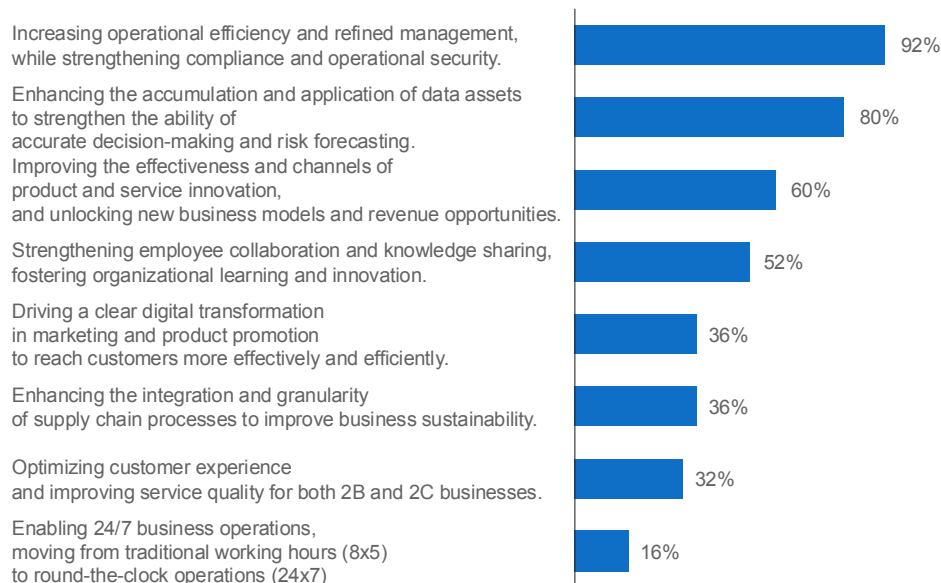 Increasing operational efficiency and refined management,
while strengthening compliance and operational security.
92%
Enhancing the accumulation and application of data assets
to strengthen the ability of
accurate decision-making and risk forecasting.
80%
Improving the effectiveness and channels of
product and service innovation,
and unlocking new business models and revenue opportunities.
60%
Strengthening employee collaboration and knowledge sharing,
fostering organizational learning and innovation.
52%
Driving a clear digital transformation
in marketing and product promotion
to reach customers more effectively and efficiently.
36%
Enhancing the integration and granularity
of supply chain processes to improve business sustainability.
36%
Optimizing customer experience
and improving service quality for both 2B and 2C businesses.
32%
Enabling 24/7 business operations,
moving from traditional working hours (8x5)
to round-the-clock operations (24x7)
16%